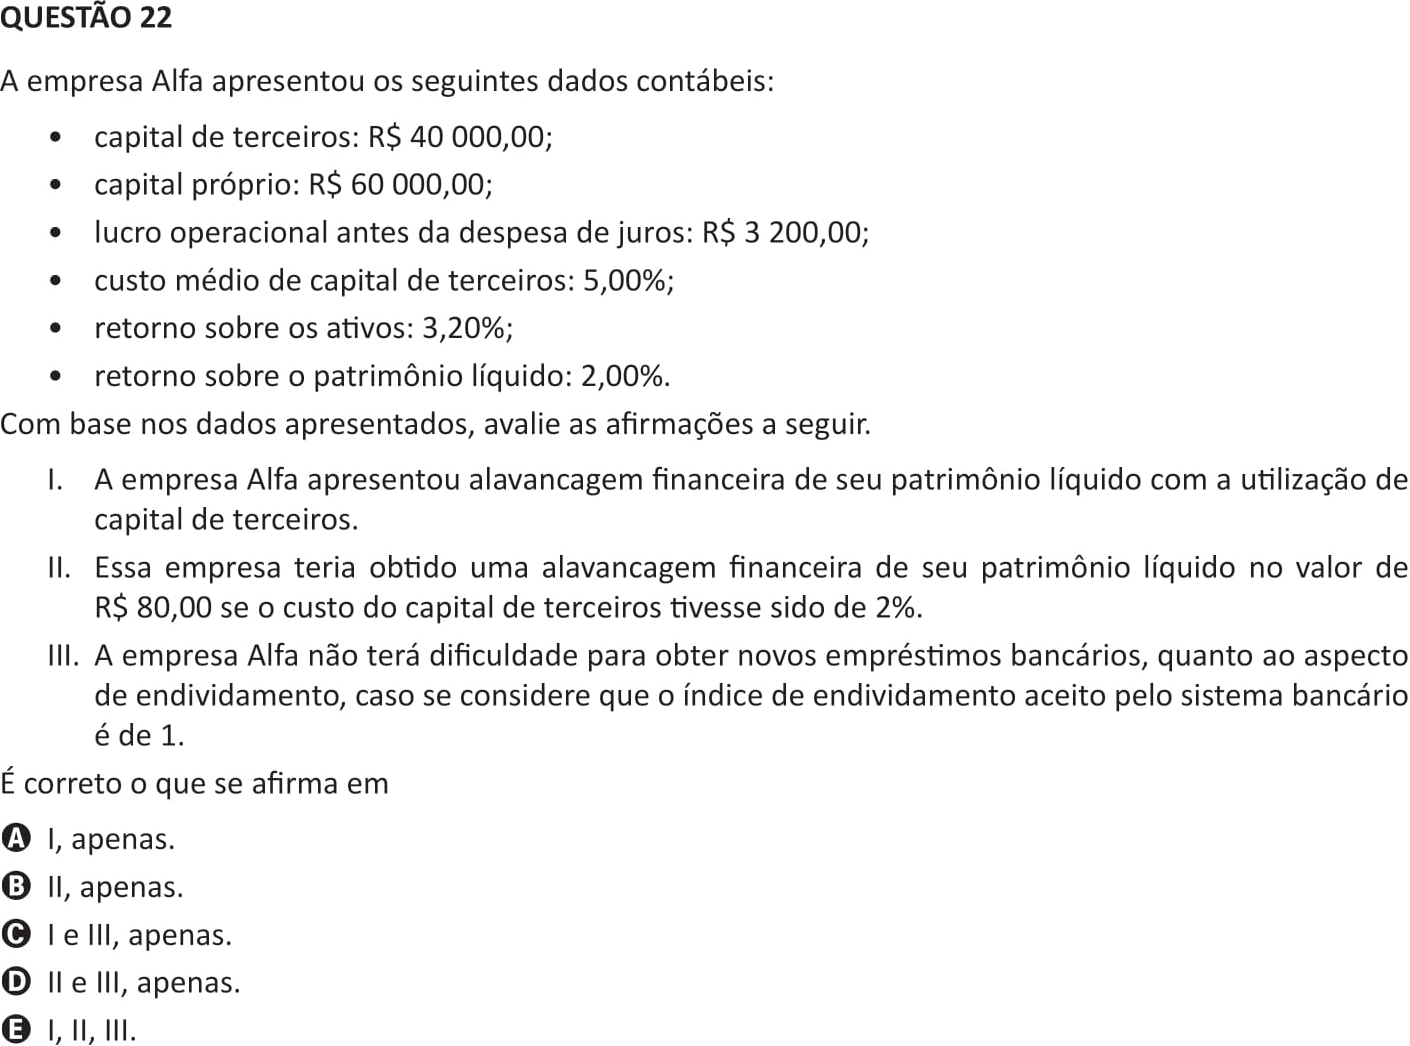 QUESTÃO 22
A empresa Alfa apresentou os seguintes dados contábeis:
• capital de terceiros: R$ 40 000,00;
• capital próprio: R$ 60 000,00;
• lucro operacional antes da despesa de juros: R$ 3 200,00;
• custo médio de capital de terceiros: 5,00%;
• retorno sobre os ativos: 3,20%;
• retorno sobre o patrimônio líquido: 2,00%.
Com base nos dados apresentados, avalie as afirmações a seguir.
I. A empresa Alfa apresentou alavancagem financeira de seu patrimônio líquido com a utilização de
capital de terceiros.
II. Essa empresa teria obtido uma alavancagem financeira de seu patrimônio líquido no valor de
R$ 80,00 se o custo do capital de terceiros tivesse sido de 2%.
III. A empresa Alfa não terá dificuldade para obter novos empréstimos bancários, quanto ao aspecto
de endividamento, caso se considere que o índice de endividamento aceito pelo sistema bancário
é de 1.
É correto o que se afirma em
A I, apenas.
B II, apenas.
C I e III, apenas.
D II e III, apenas.
E I, II, III.